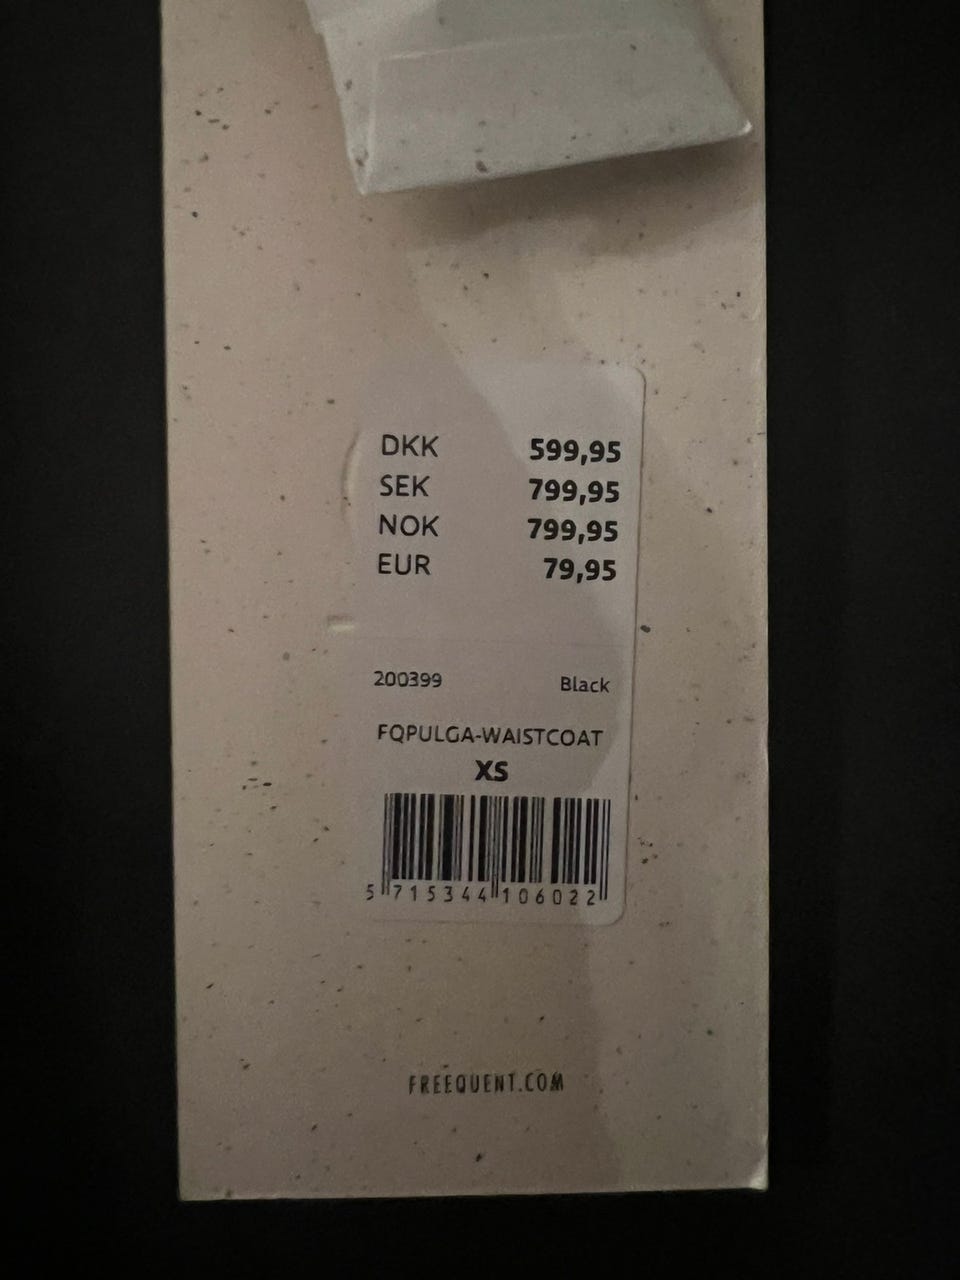 DKK 599,95
SEK 799,95
NOK 799,95
EUR 79,95
200399 Black
FQPULGA-WAISTCOAT
XS
5 715344 106022
FREEQUENT.COM